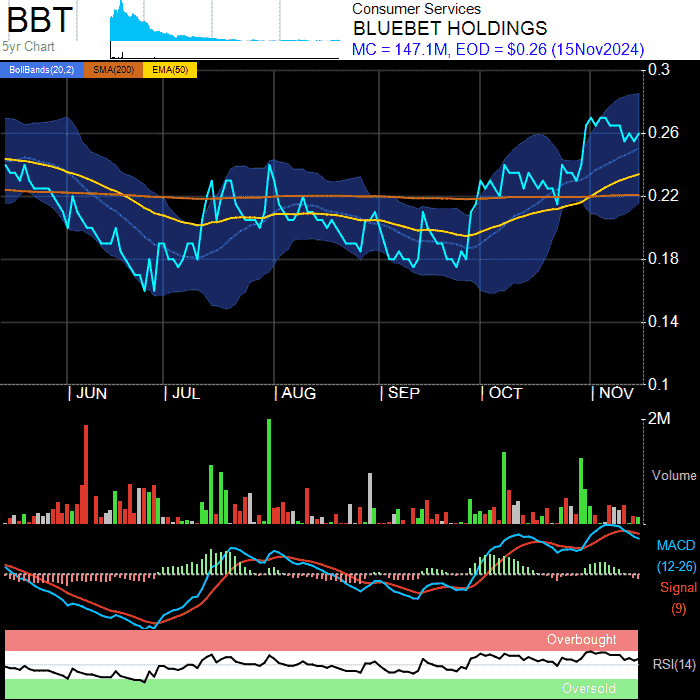 BBT
5yr Chart
Consumer Services
BLUEBET HOLDINGS
MC = 147.1M, EOD = $0.26 (15Nov2024)
BollBands(20,2) SMA(200) EMA(50)
0.3
0.26
0.22
0.18
0.14
0.1
JUN JUL AUG SEP OCT NOV
2M
Volume
MACD
(12-26)
Signal
(9)
Overbought
RSI(14)
Oversold